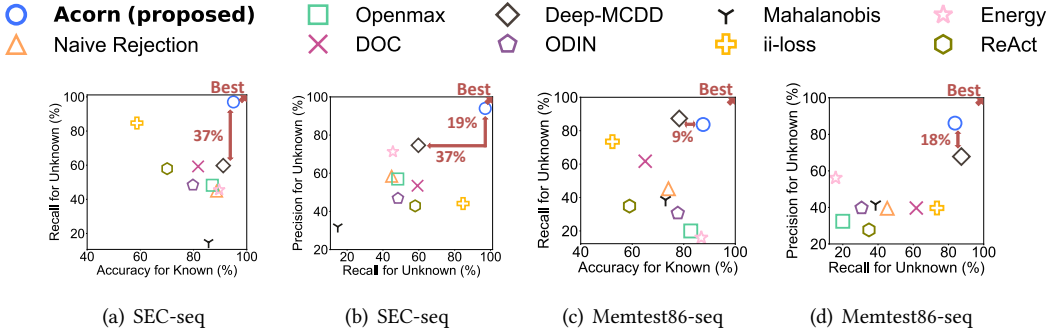 Acorn (proposed) Openmax Deep-MCDD Mahalanobis Energy
Naive Rejection DOC ODIN ii-loss ReAct
Best
37%
100
80
60
40
20
40 60 80 100
Recall for Unknown (%)
Accuracy for Known (%)
(a) SEC-seq
Best
19%
37%
100
80
60
40
20
20 40 60 80 100
Precision for Unknown (%)
Recall for Unknown (%)
(b) SEC-seq
Best
9%
100
80
60
40
20
40 60 80 100
Recall for Unknown (%)
Accuracy for Known (%)
(c) Memtest86-seq
Best
18%
100
80
60
40
20
20 40 60 80 100
Precision for Unknown (%)
Recall for Unknown (%)
(d) Memtest86-seq